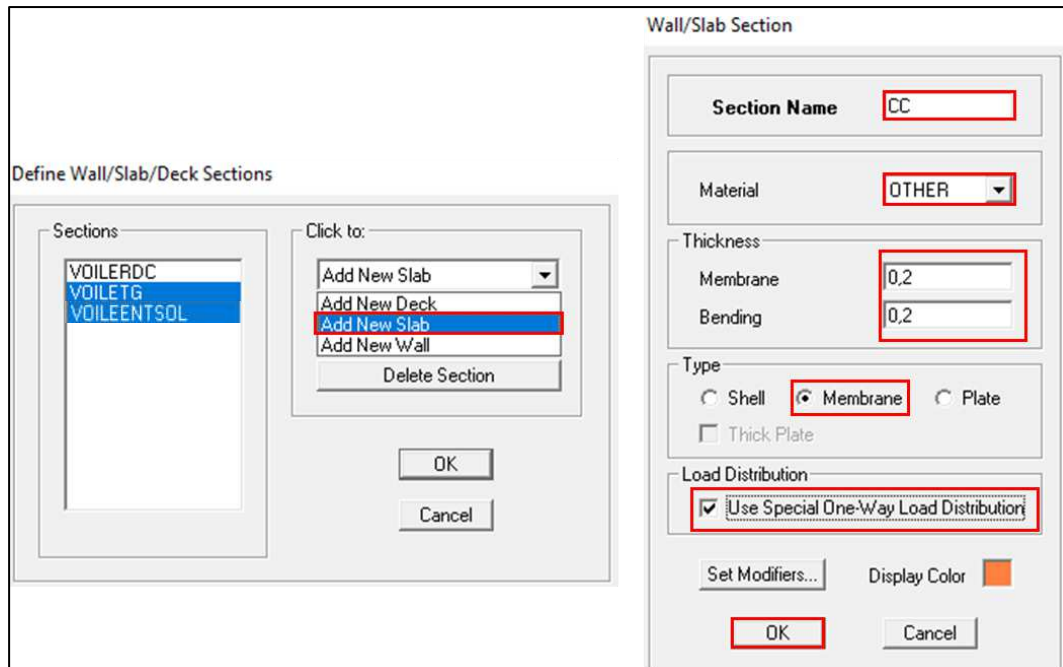 Define Wall/Slab/Deck Sections
Sections
VOILERDC
VOILETG
VOILEENTSOL
Click to:
Add New Slab
Add New Deck
Add New Slab
Add New Wall
Delete Section
OK
Cancel
Wall/Slab Section
Section Name CC
Material OTHER
Thickness
Membrane 0,2
Bending 0,2
Type
Shell Membrane Plate
Thick Plate
Load Distribution
Use Special One-Way Load Distribution
Set Modifiers... Display Color
OK Cancel